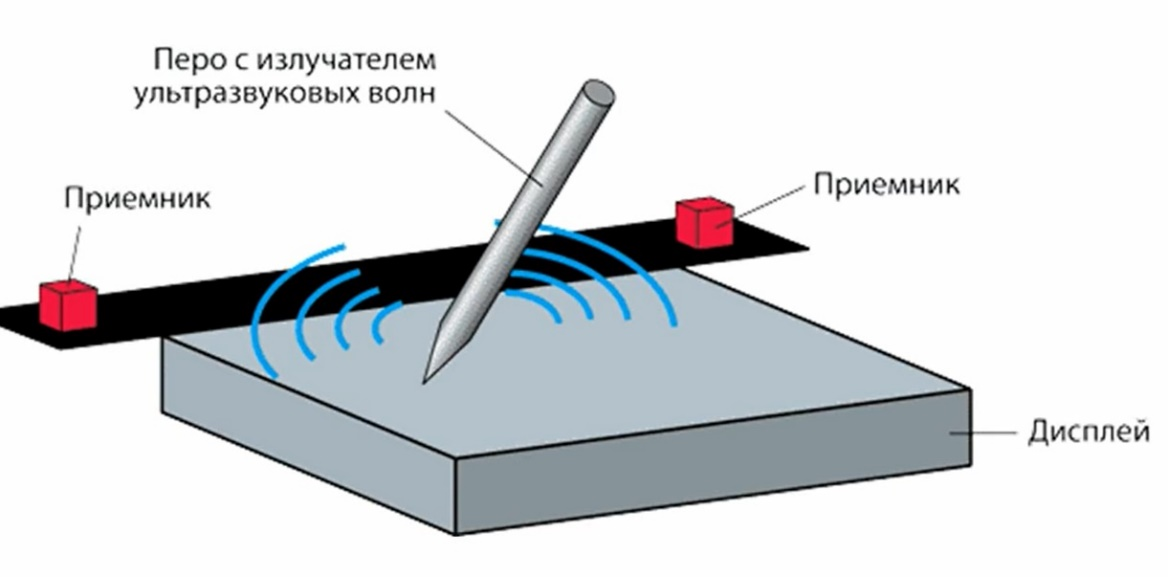 Перо с излучателем
ультразвуковых волн
Приемник
Приемник
Дисплей